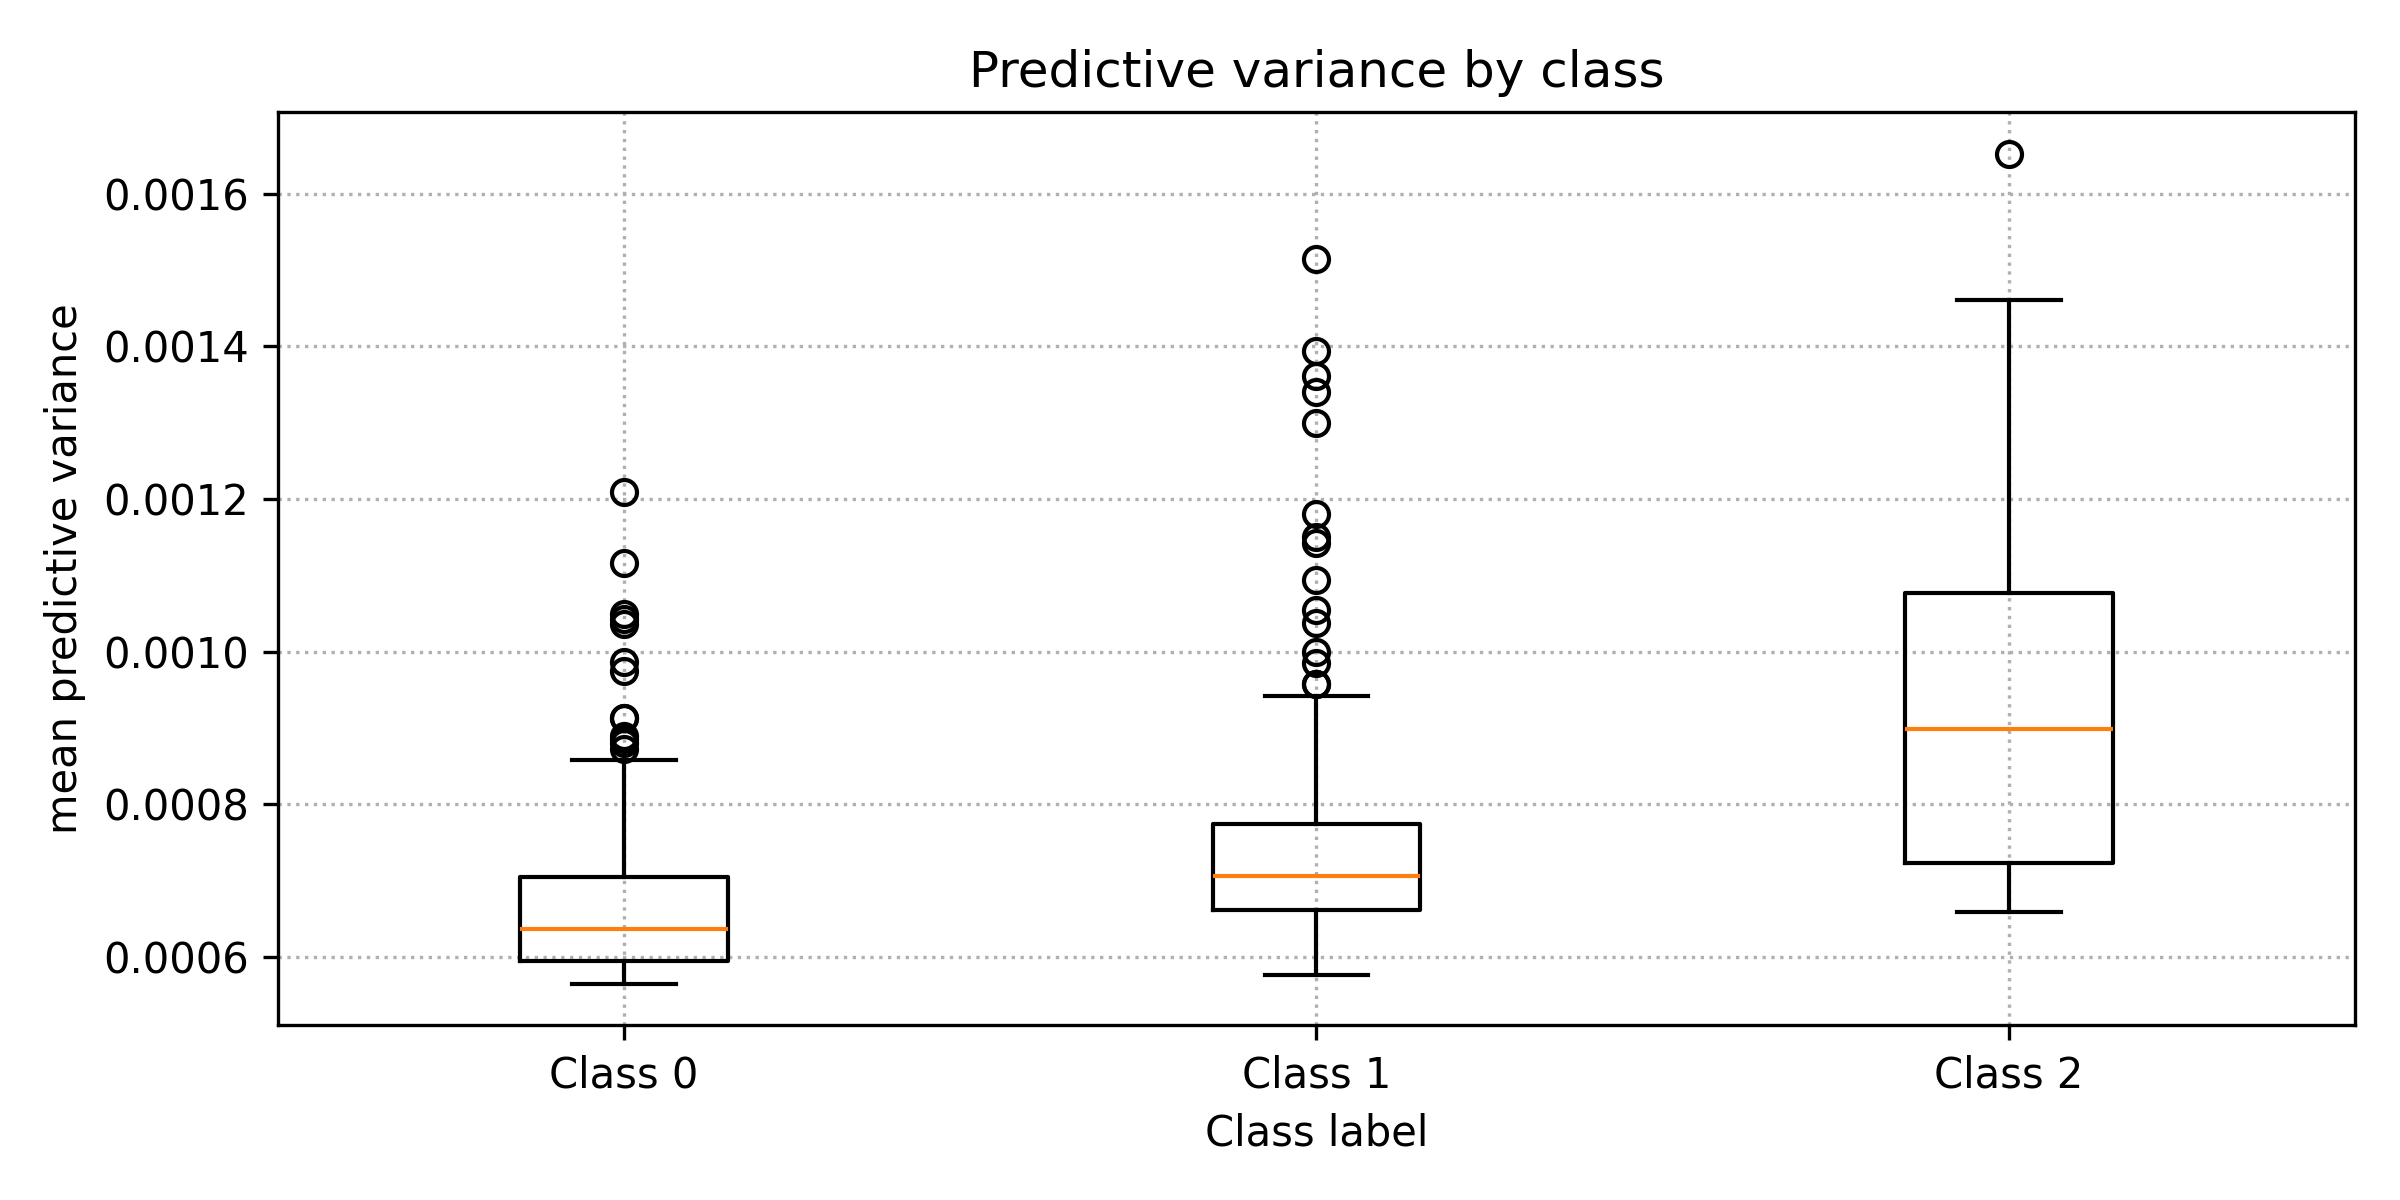 Predictive variance by class
mean predictive variance
0.0016
0.0014
0.0012
0.0010
0.0008
0.0006
Class 0
Class 1
Class 2
Class label